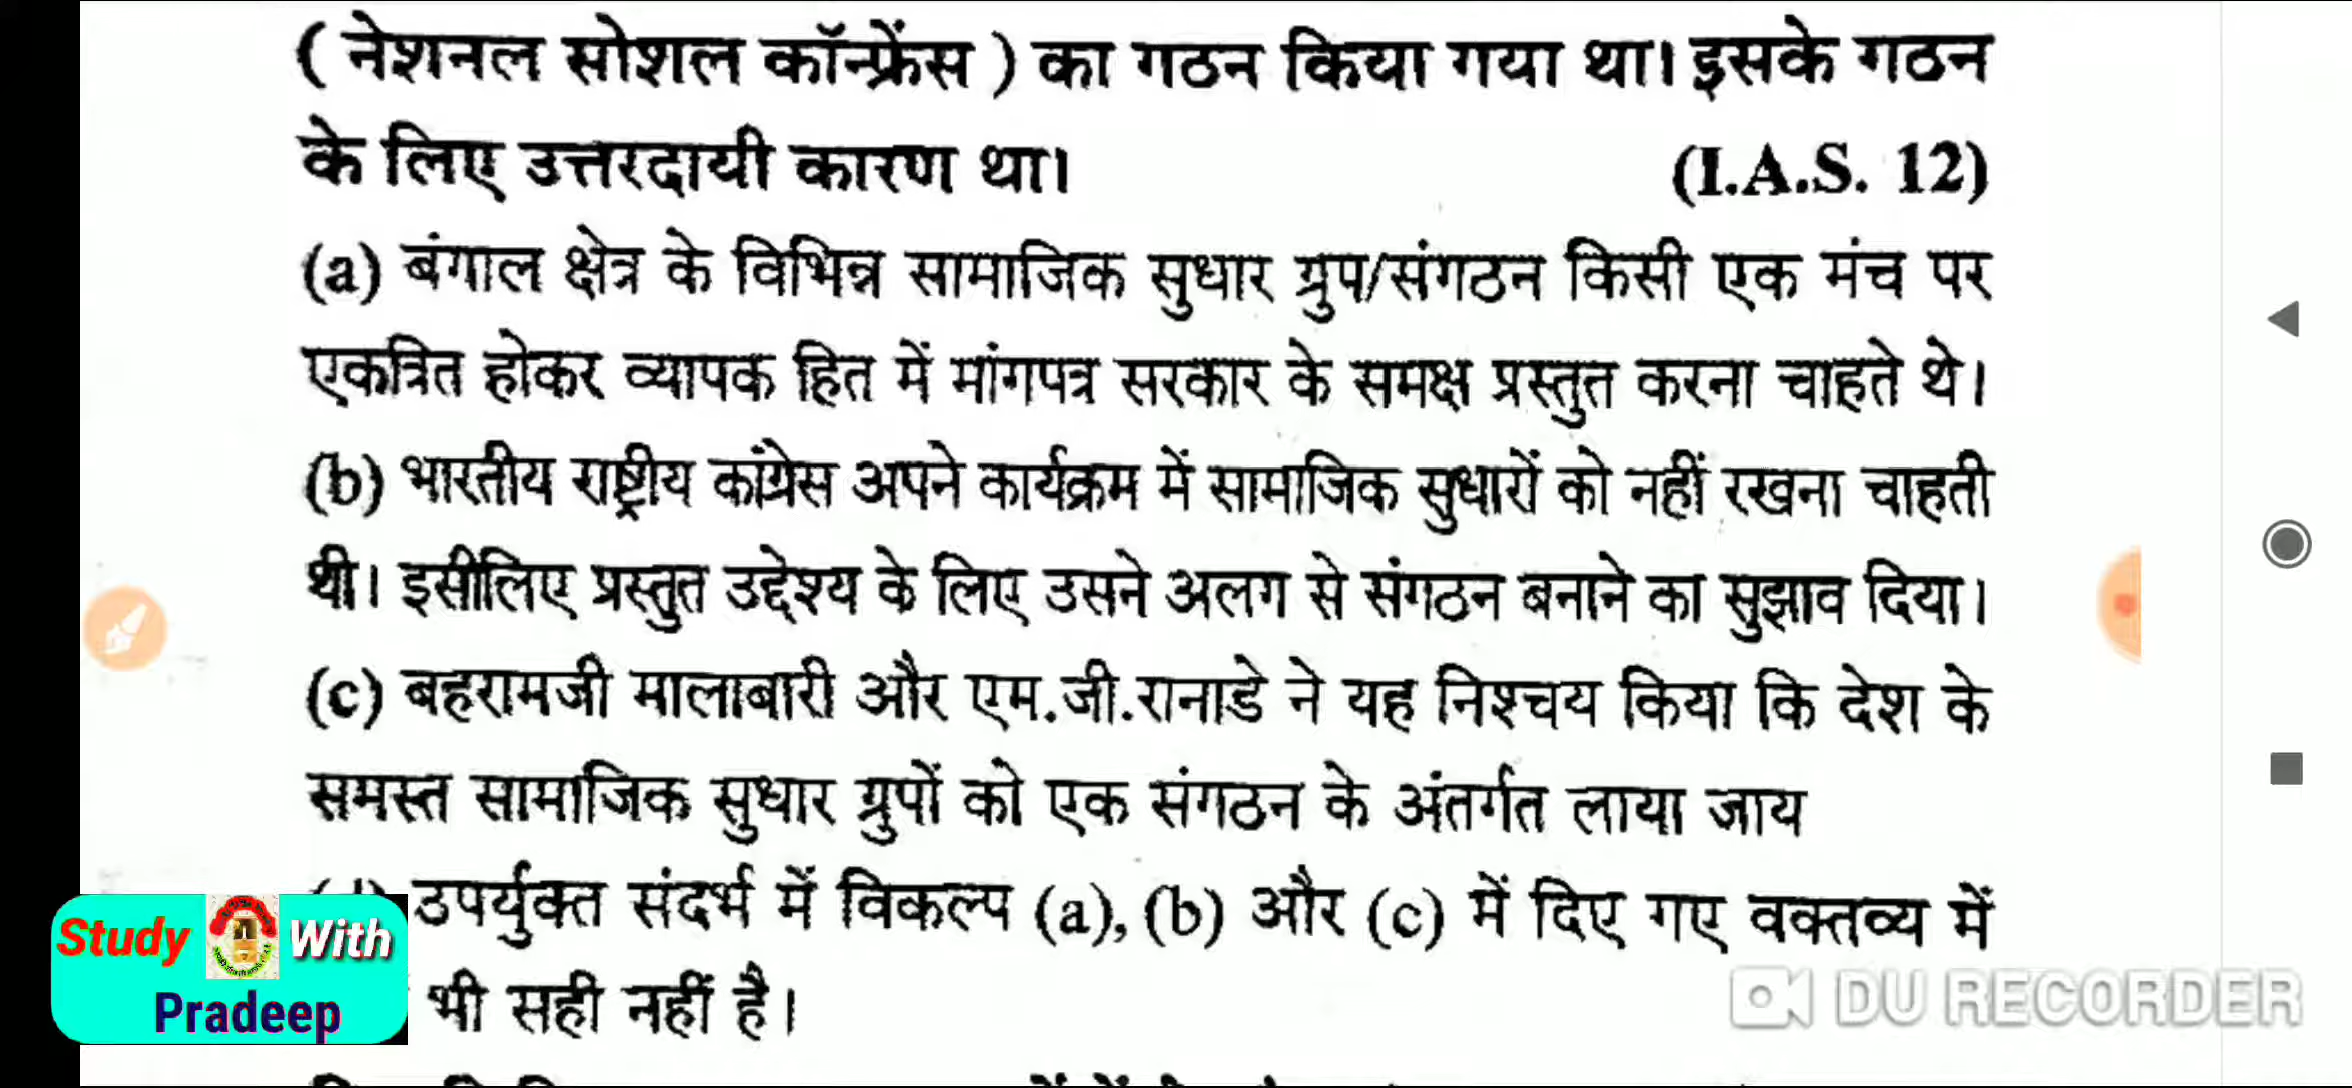 ( नेशनल सोशल कॉन्फ्रेंस ) का गठन किया गया था। इसके गठन
के लिए उत्तरदायी कारण था। (I.A.S. 12)
(a) बंगाल क्षेत्र के विभिन्न सामाजिक सुधार ग्रुप/संगठन किसी एक मंच पर
एकत्रित होकर व्यापक हित में मांगपत्र सरकार के समक्ष प्रस्तुत करना चाहते थे।
(b) भारतीय राष्ट्रीय कांग्रेस अपने कार्यक्रम में सामाजिक सुधारों को नहीं रखना चाहती
थी। इसीलिए प्रस्तुत उद्देश्य के लिए उसने अलग से संगठन बनाने का सुझाव दिया।
(c) बहरामजी मालाबारी और एम.जी.रानाडे ने यह निश्चय किया कि देश के
समस्त सामाजिक सुधार ग्रुपों को एक संगठन के अंतर्गत लाया जाय
उपर्युक्त संदर्भ में विकल्प (a), (b) और (c) में दिए गए वक्तव्य में
भी सही नहीं है।
Study With
Pradeep
DU RECORDER